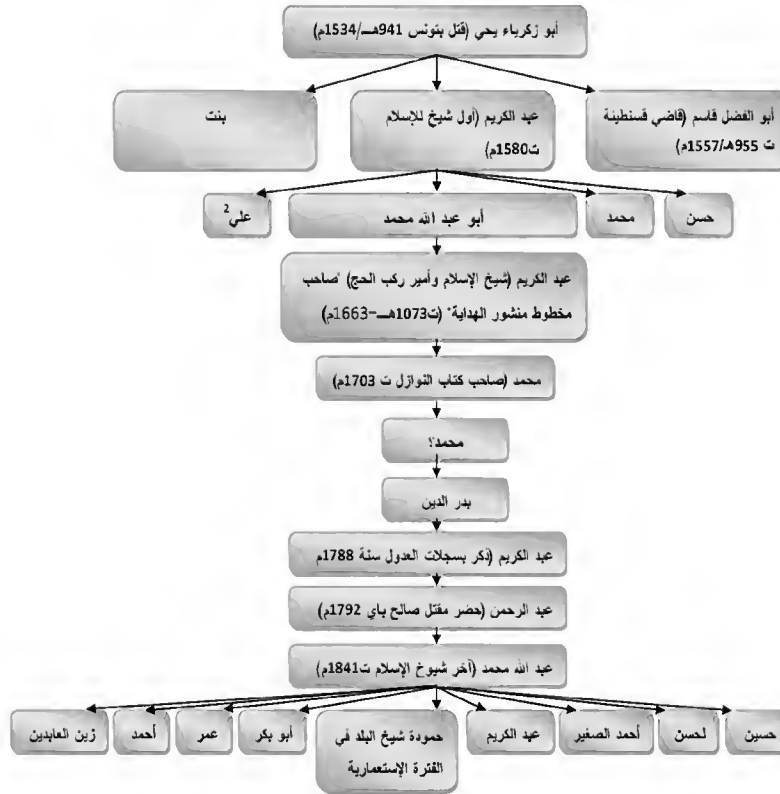 أبو زكرياء يحي (قتل بتونس 941هـ/1534م)
أبو الفضل قاسم (قاضي قسنطينة
ت 955هـ/1557م)
عبد الكريم (أول شيخ للإسلام
ت1580م)
بنت
حسن
محمد
أبو عبد الله محمد
علي2
عبد الكريم (شيخ الإسلام وأمير ركب الحج) "صاحب
مخطوط منشور الهداية" (ت1073هـ-1663م)
محمد (صاحب كتاب النوازل ت 1703م)
محمد؟
بدر الدين
عبد الكريم (ذكر بسجلات العدول سنة 1788م
عبد الرحمن (حضر مقتل صالح باي 1792م)
عبد الله محمد (آخر شيوخ الإسلام ت1841م)
حسين
لحسن
أحمد الصغير
عبد الكريم
حمودة شيخ البلد في
الفترة الإستعمارية
أبو بكر
عمر
أحمد
زين العابدين